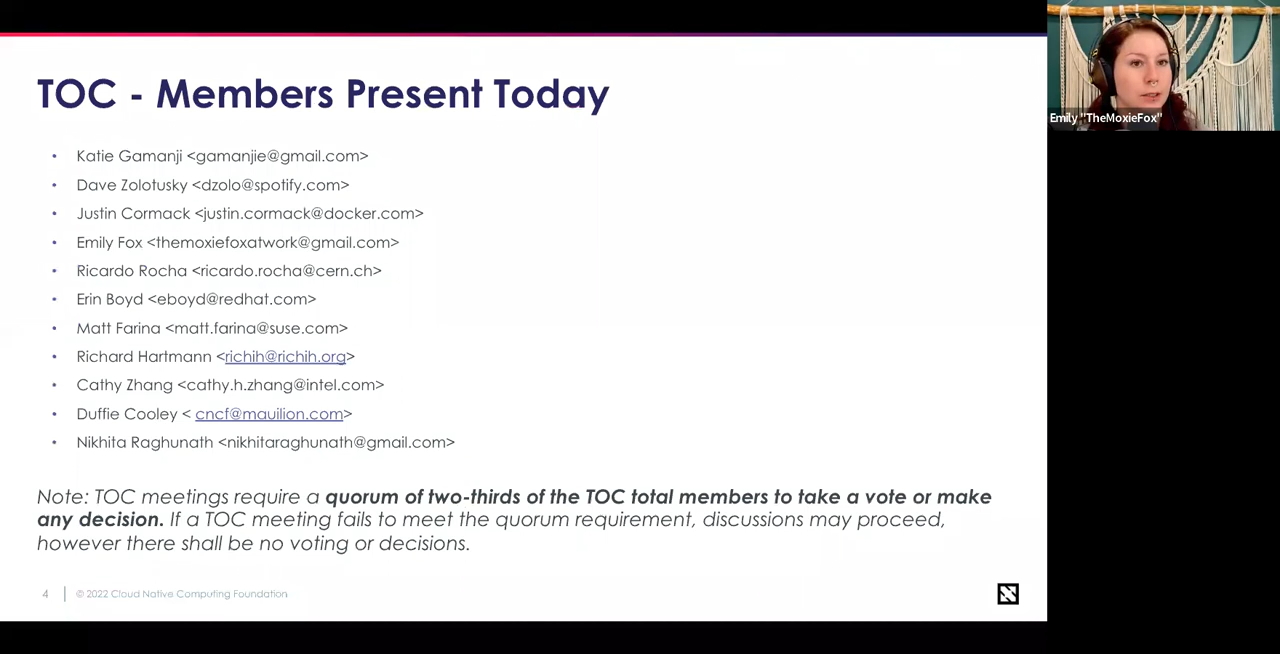 TOC - Members Present Today
• Katie Gamanji <gamanjie@gmail.com>
• Dave Zolotusky <dzolo@spotify.com>
• Justin Cormack <justin.cormack@docker.com>
• Emily Fox <themoxiefoxatwork@gmail.com>
• Ricardo Rocha <ricardo.rocha@cern.ch>
• Erin Boyd <eboyd@redhat.com>
• Matt Farina <matt.farina@suse.com>
• Richard Hartmann <richih@richih.org>
• Cathy Zhang <cathy.h.zhang@intel.com>
• Duffie Cooley < cncf@mauilion.com>
• Nikhita Raghunath <nikhitaraghunath@gmail.com>
Note: TOC meetings require a quorum of two-thirds of the TOC total members to take a vote or make
any decision. If a TOC meeting fails to meet the quorum requirement, discussions may proceed,
however there shall be no voting or decisions.
4 © 2022 Cloud Native Computing Foundation
Emily "TheMoxieFox"